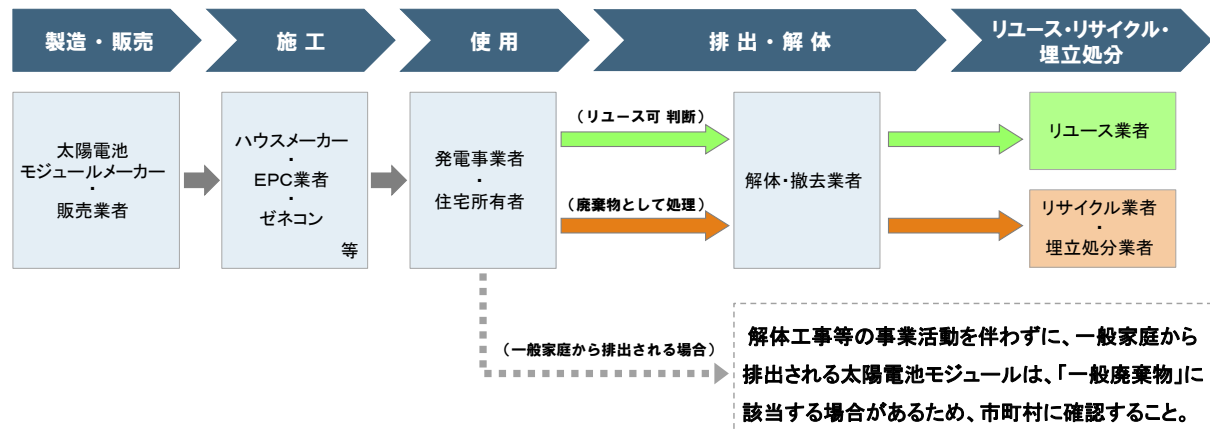 製造・販売
施工
使用
排出・解体
リユース・リサイクル・
埋立処分
太陽電池
モジュールメーカー
・
販売業者
ハウスメーカー
・
EPC業者
・
ゼネコン
等
発電事業者
・
住宅所有者
（リユース可 判断）
（廃棄物として処理）
解体・撤去業者
リユース業者
リサイクル業者
・
埋立処分業者
（一般家庭から排出される場合）
解体工事等の事業活動を伴わずに、一般家庭から
排出される太陽電池モジュールは、「一般廃棄物」に
該当する場合があるため、市町村に確認すること。